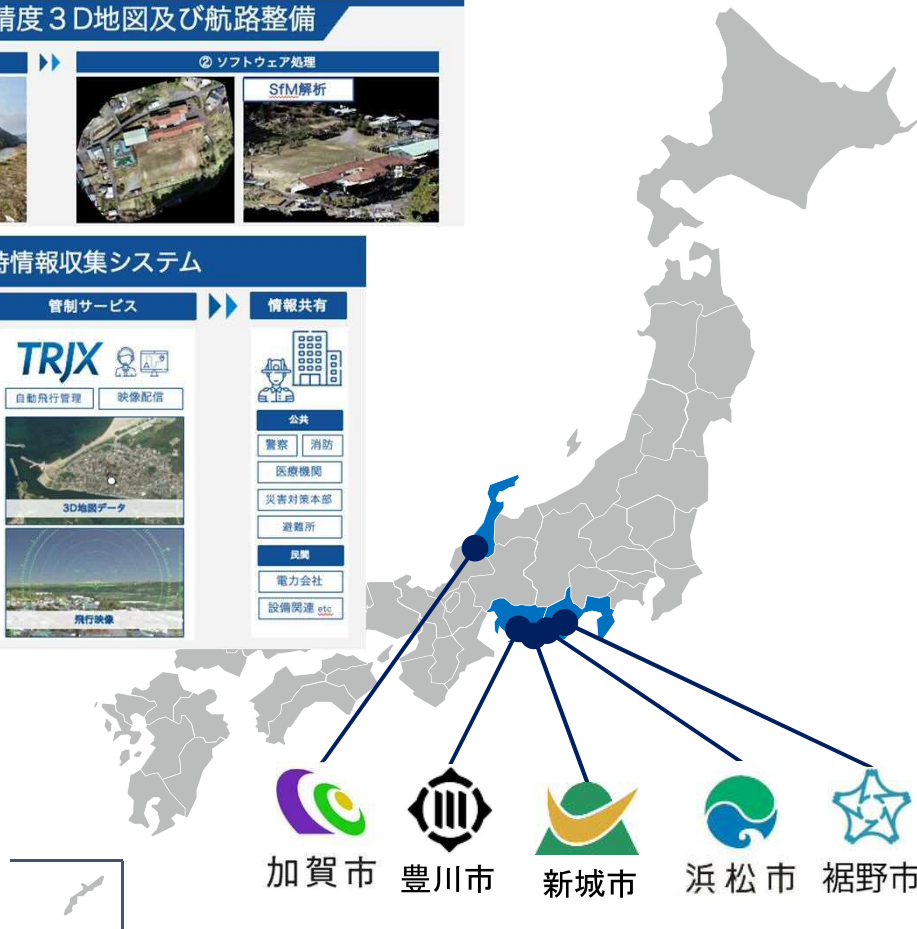 精度３D地図及び航路整備
② ソフトウェア処理
SfM解析
時情報収集システム
管制サービス
情報共有
TRJX
自動飛行管理
映像配信
3D地図データ
飛行映像
公共
警察
消防
医療機関
災害対策本部
避難所
民間
電力会社
設備関連 etc
加賀市
豊川市
新城市
浜松市
裾野市